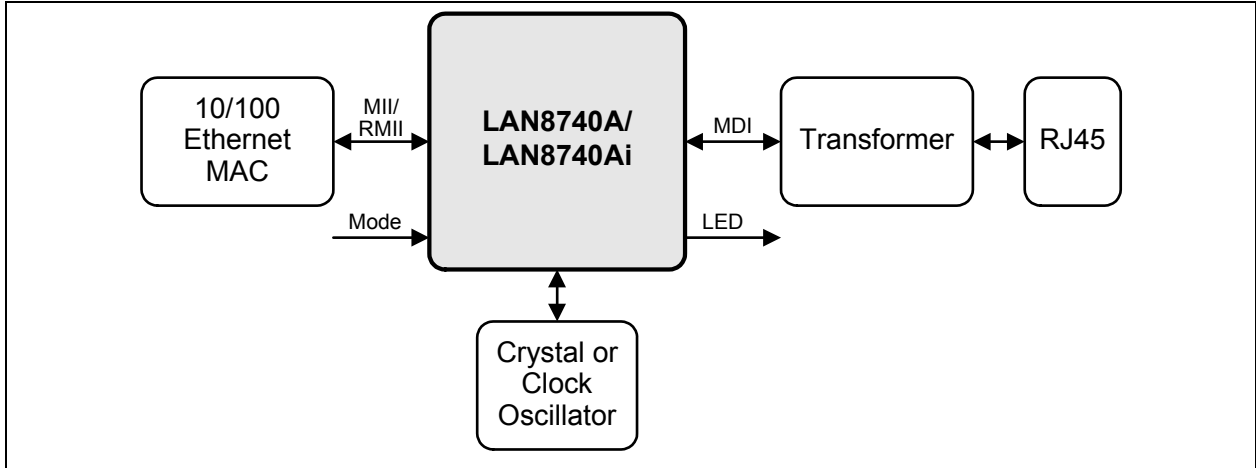 10/100
Ethernet
MAC
MII/
RMII
LAN8740A/
LAN8740Ai
MDI
Transformer
RJ45
Mode
LED
Crystal or
Clock
Oscillator